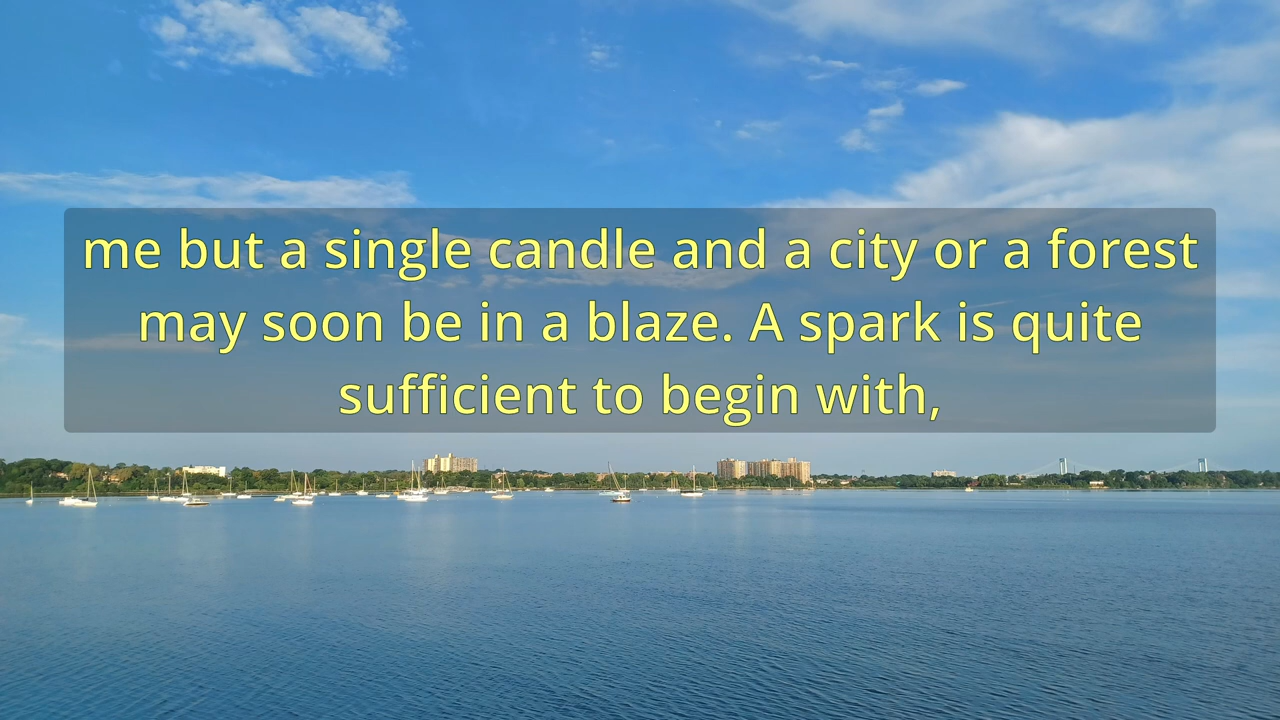 me but a single candle and a city or a forest
may soon be in a blaze. A spark is quite
sufficient to begin with,